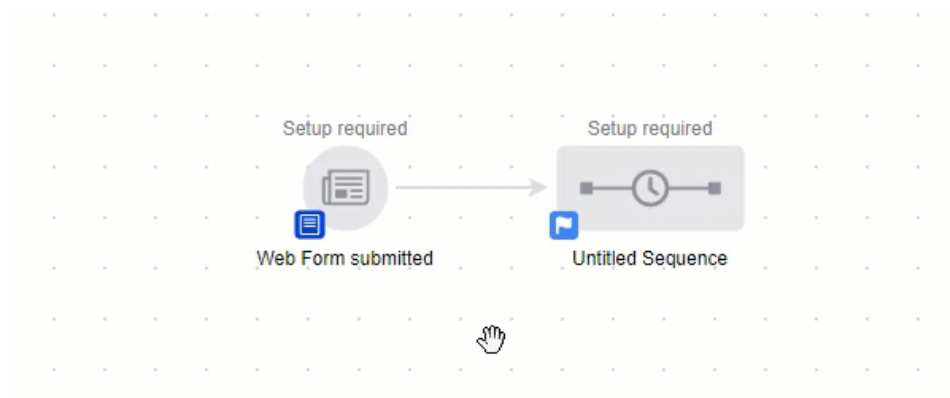 Setup required
Setup required
Web Form submitted
Untitled Sequence